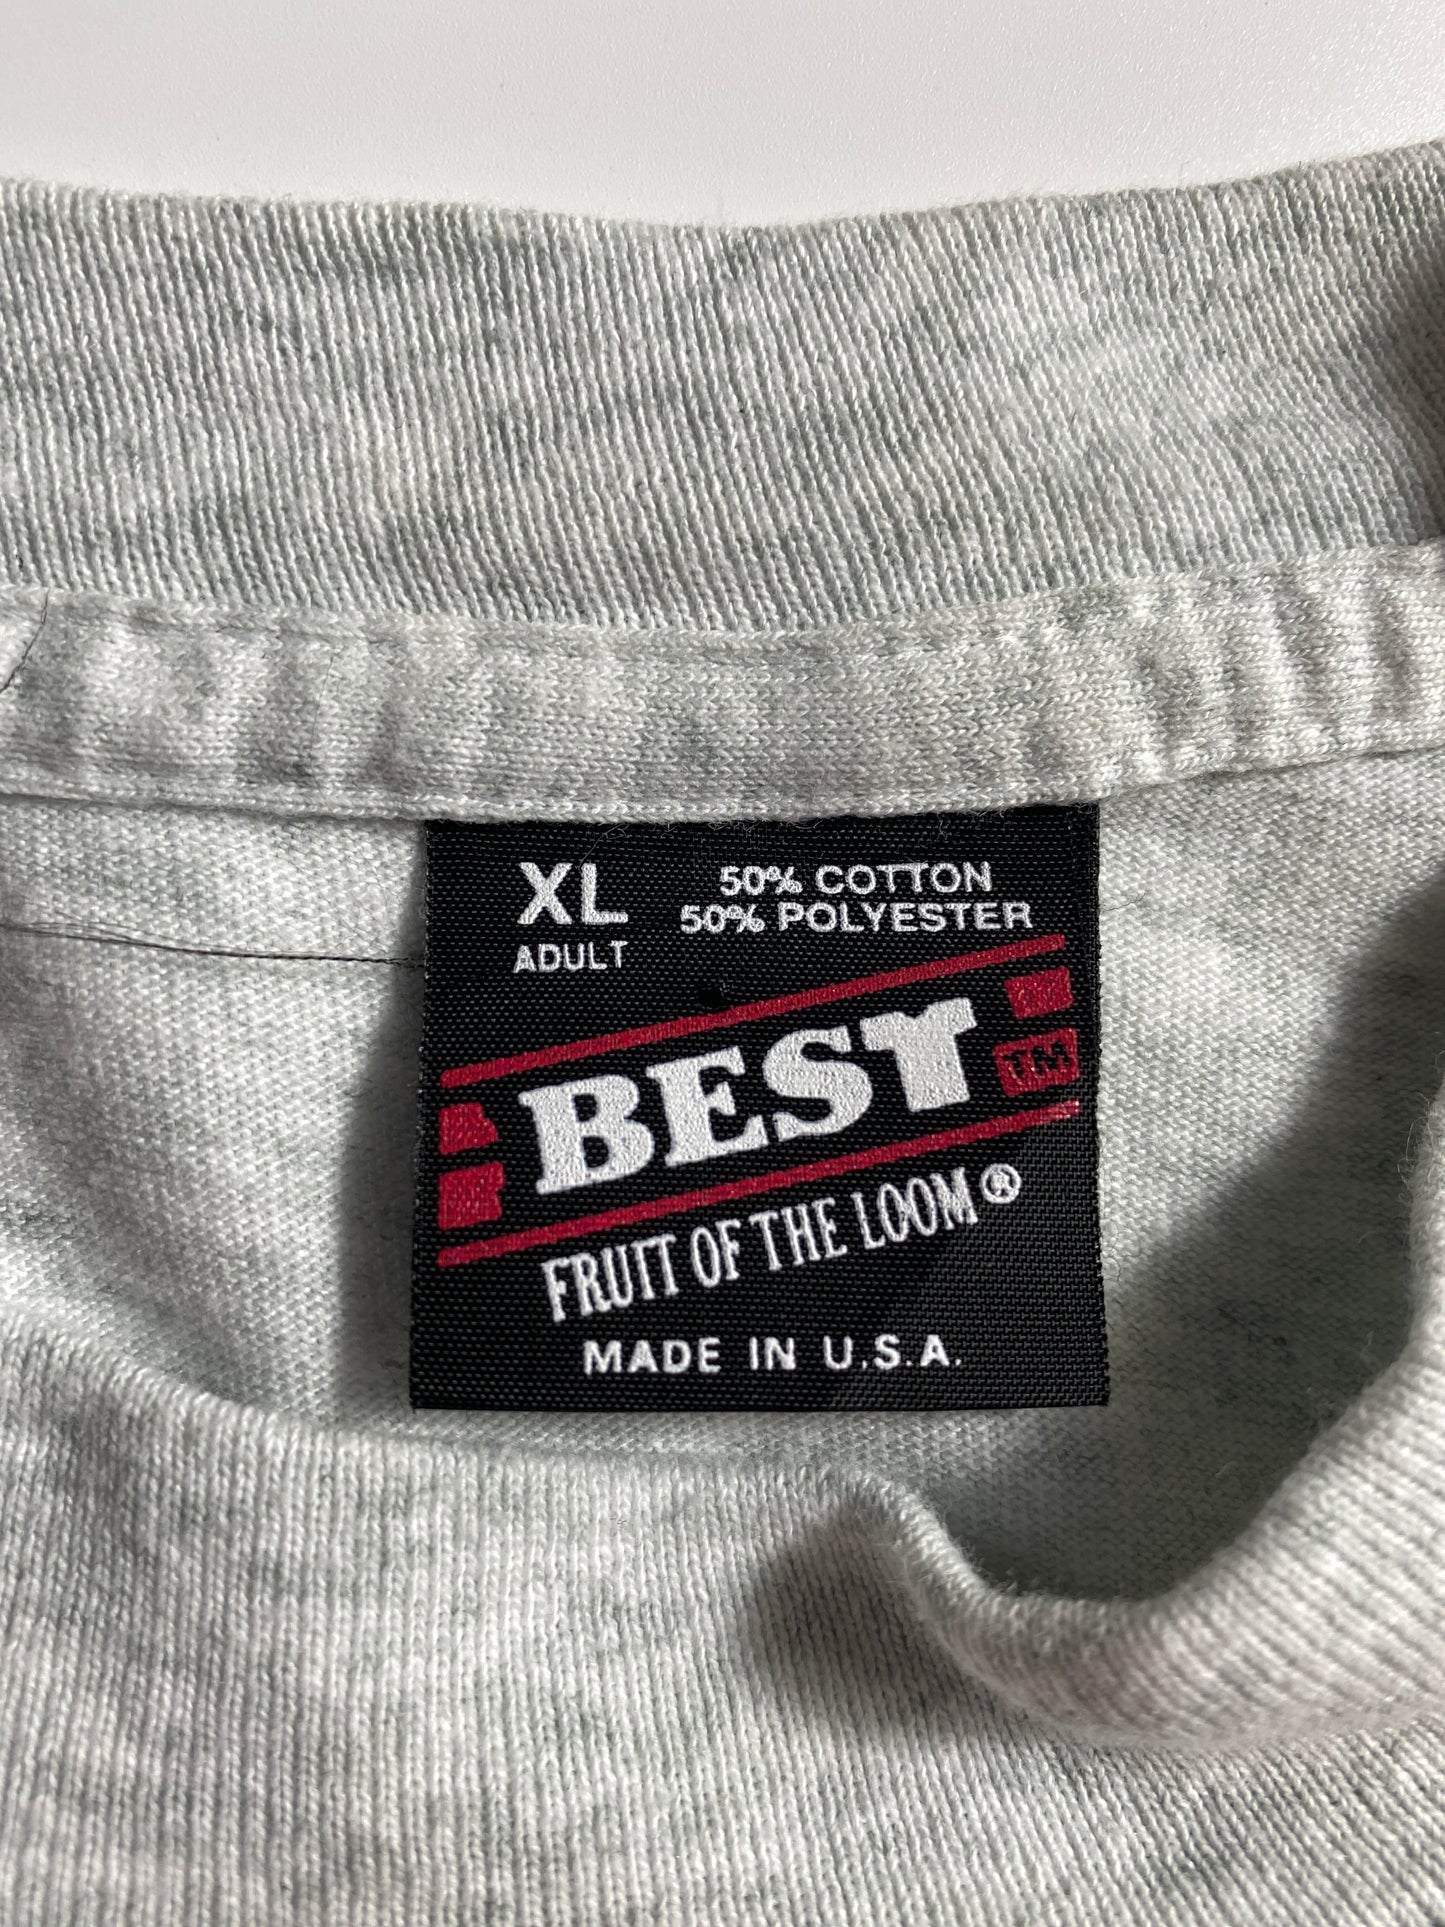 XL
ADULT
50% COTTON
50% POLYESTER
BEST
TM
FRUIT OF THE LOOM®
MADE IN U.S.A.